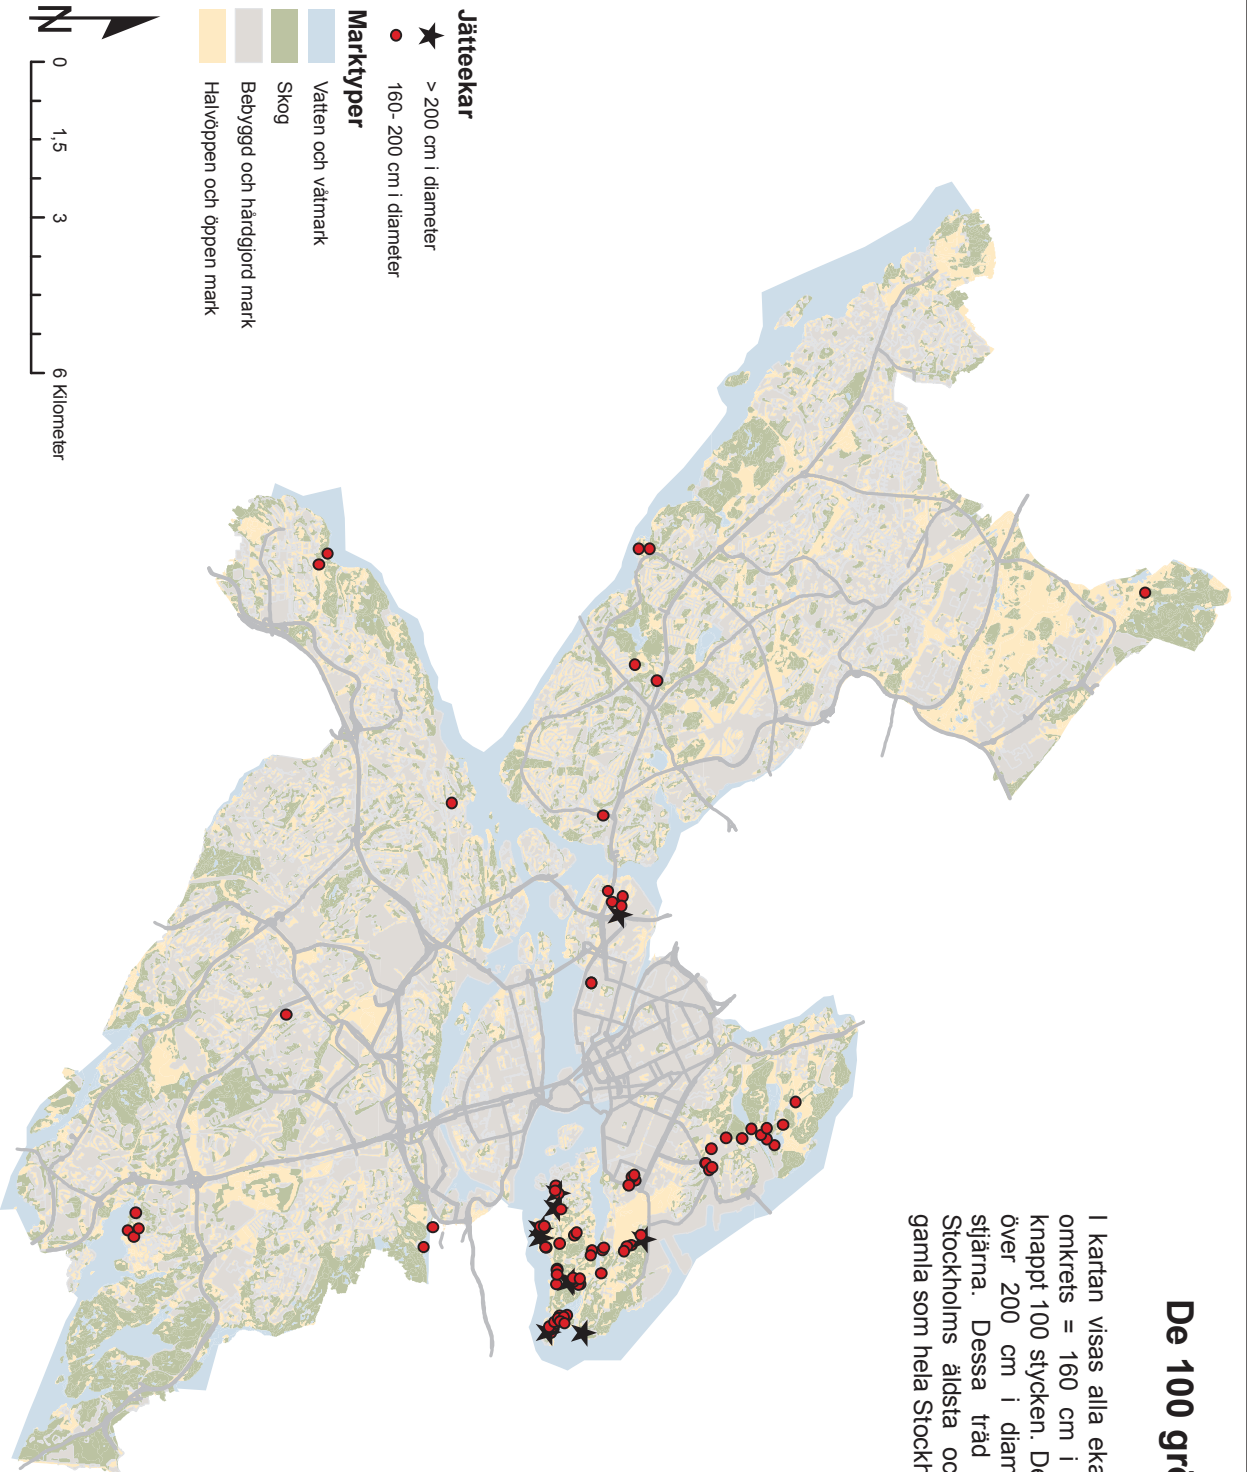 De 100 grö
I kartan visas alla eka
omkrets = 160 cm i
knappt 100 stycken. De
över 200 cm i diam
stjärna. Dessa träd
Stockholms äldsta oc
gamla som hela Stockh
Jätteekar
> 200 cm i diameter
160- 200 cm i diameter
Marktyper
Vatten och våtmark
Skog
Bebyggd och hårdgjord mark
Halvöppen och öppen mark
N
0 1,5 3 6 Kilometer